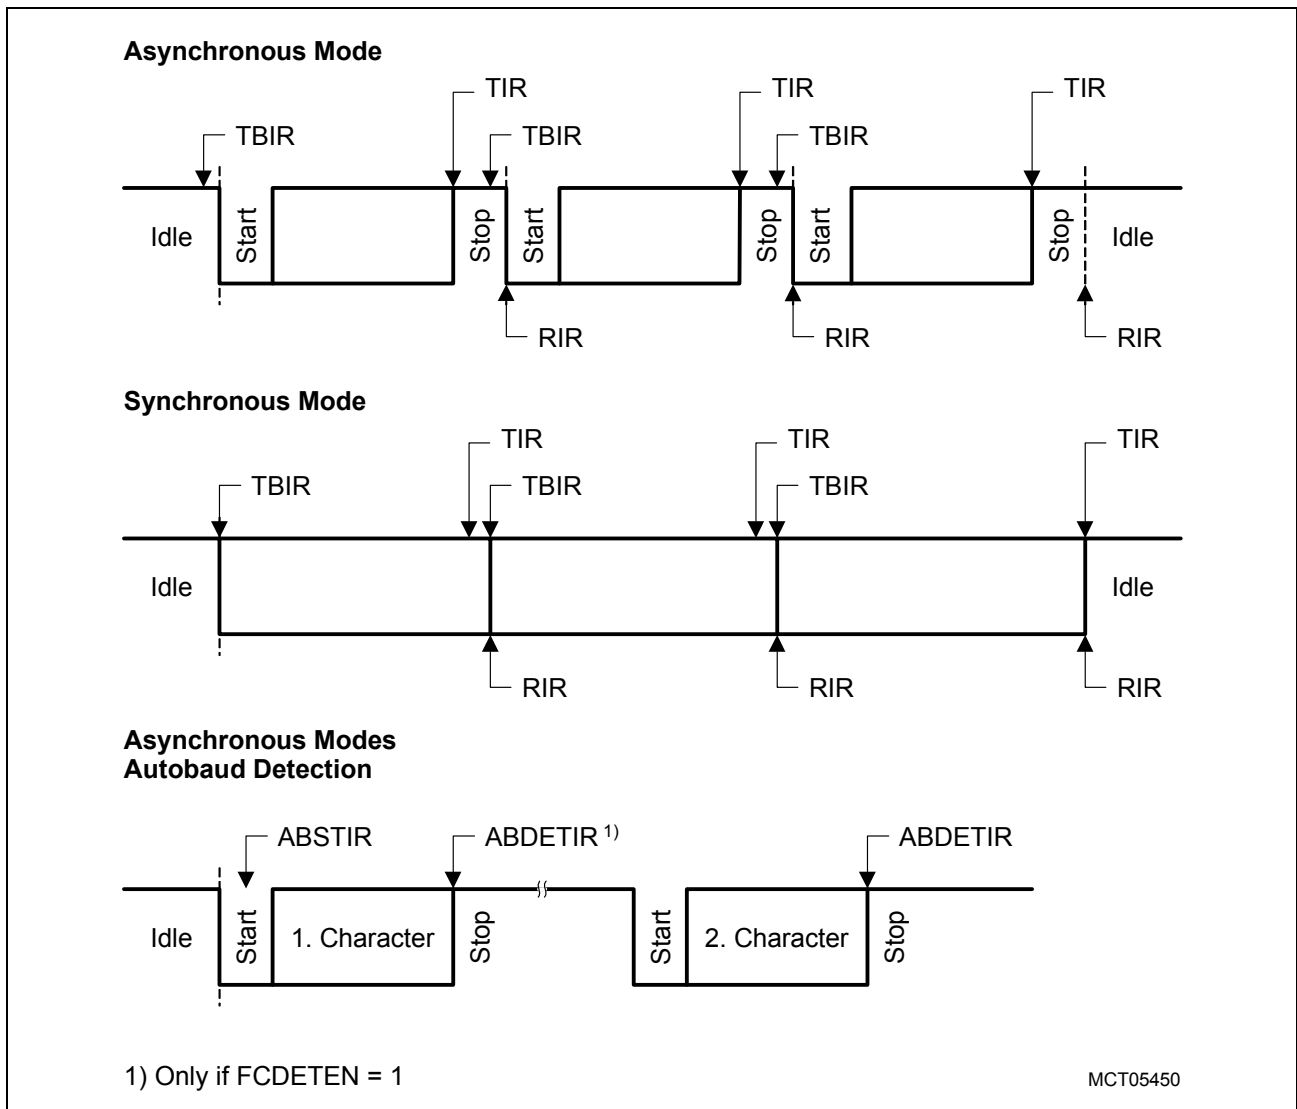 Asynchronous Mode
TIR TIR TIR
TBIR TBIR TBIR
Idle Start Stop Start Stop Start Stop Idle
RIR RIR RIR
Synchronous Mode
TIR TIR TIR
TBIR TBIR TBIR
Idle Idle
RIR RIR RIR
Asynchronous Modes
Autobaud Detection
ABSTIR ABDETIR 1) ABDETIR
Idle Start 1. Character Stop Start 2. Character Stop
1) Only if FCDETEN = 1
MCT05450